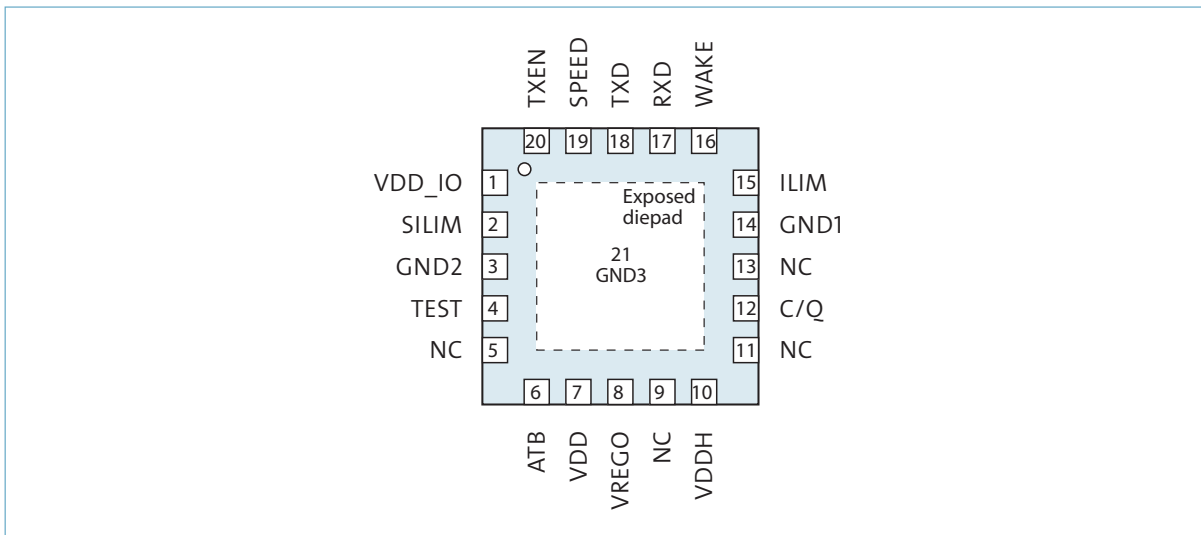 TXEN
SPEED
TXD
RXD
WAKE
20 19 18 17 16
VDD_IO 1
15 ILIM
SILIM 2
14 GND1
GND2 3
13 NC
TEST 4
12 C/Q
NC 5
11 NC
Exposed
diepad
21
GND3
6 7 8 9 10
ATB
VDD
VREGO
NC
VDDH